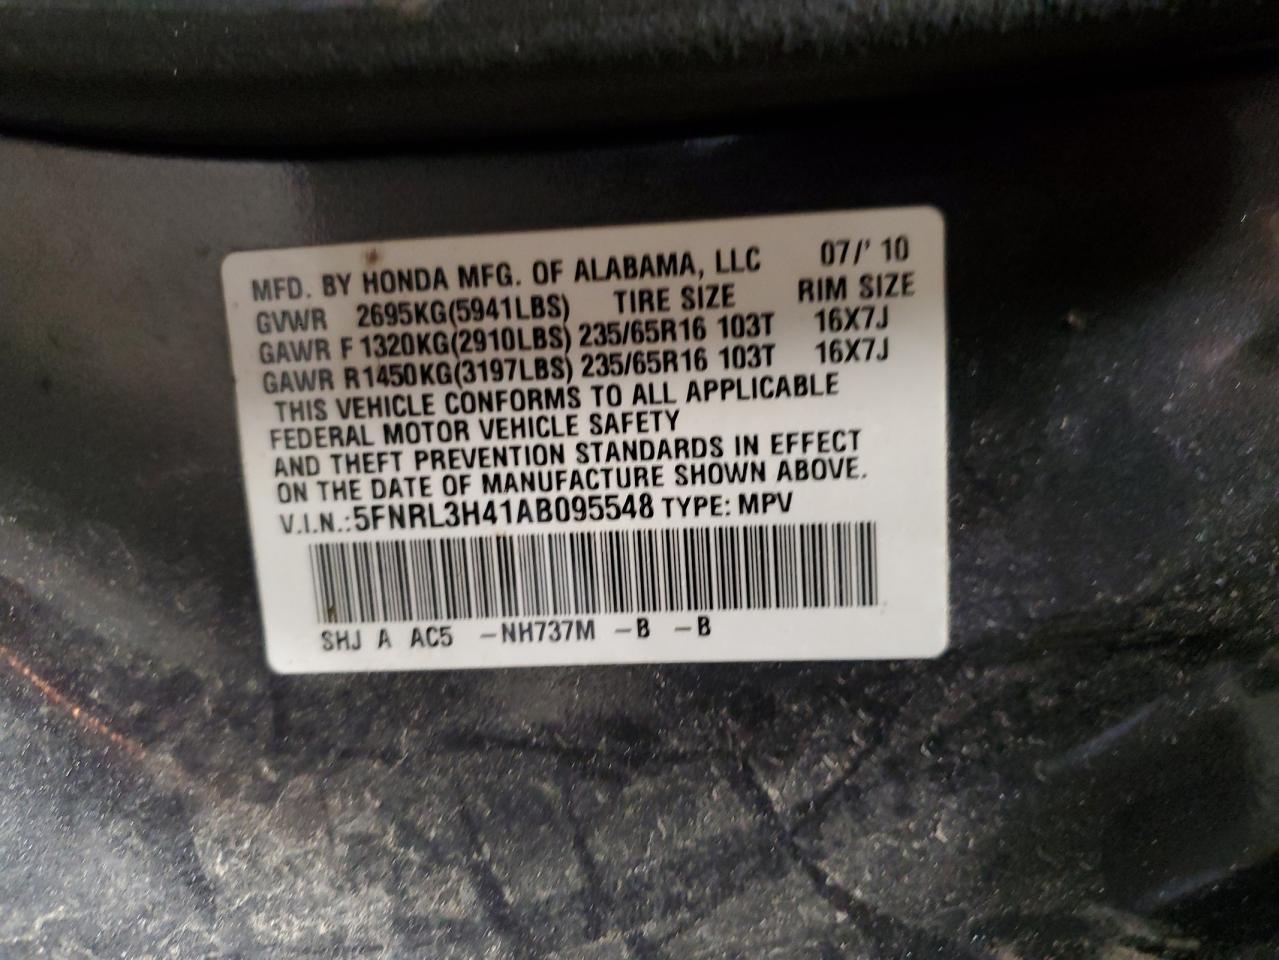 MFD. BY HONDA MFG. OF ALABAMA, LLC 07/' 10
GVWR 2695KG(5941LBS) TIRE SIZE RIM SIZE
GAWR F 1320KG(2910LBS) 235/65R16 103T 16X7J
GAWR R1450KG(3197LBS) 235/65R16 103T 16X7J
THIS VEHICLE CONFORMS TO ALL APPLICABLE
FEDERAL MOTOR VEHICLE SAFETY
AND THEFT PREVENTION STANDARDS IN EFFECT
ON THE DATE OF MANUFACTURE SHOWN ABOVE.
V.I.N.:5FNRL3H41AB095548 TYPE: MPV
SHJ A AC5 -NH737M -B -B